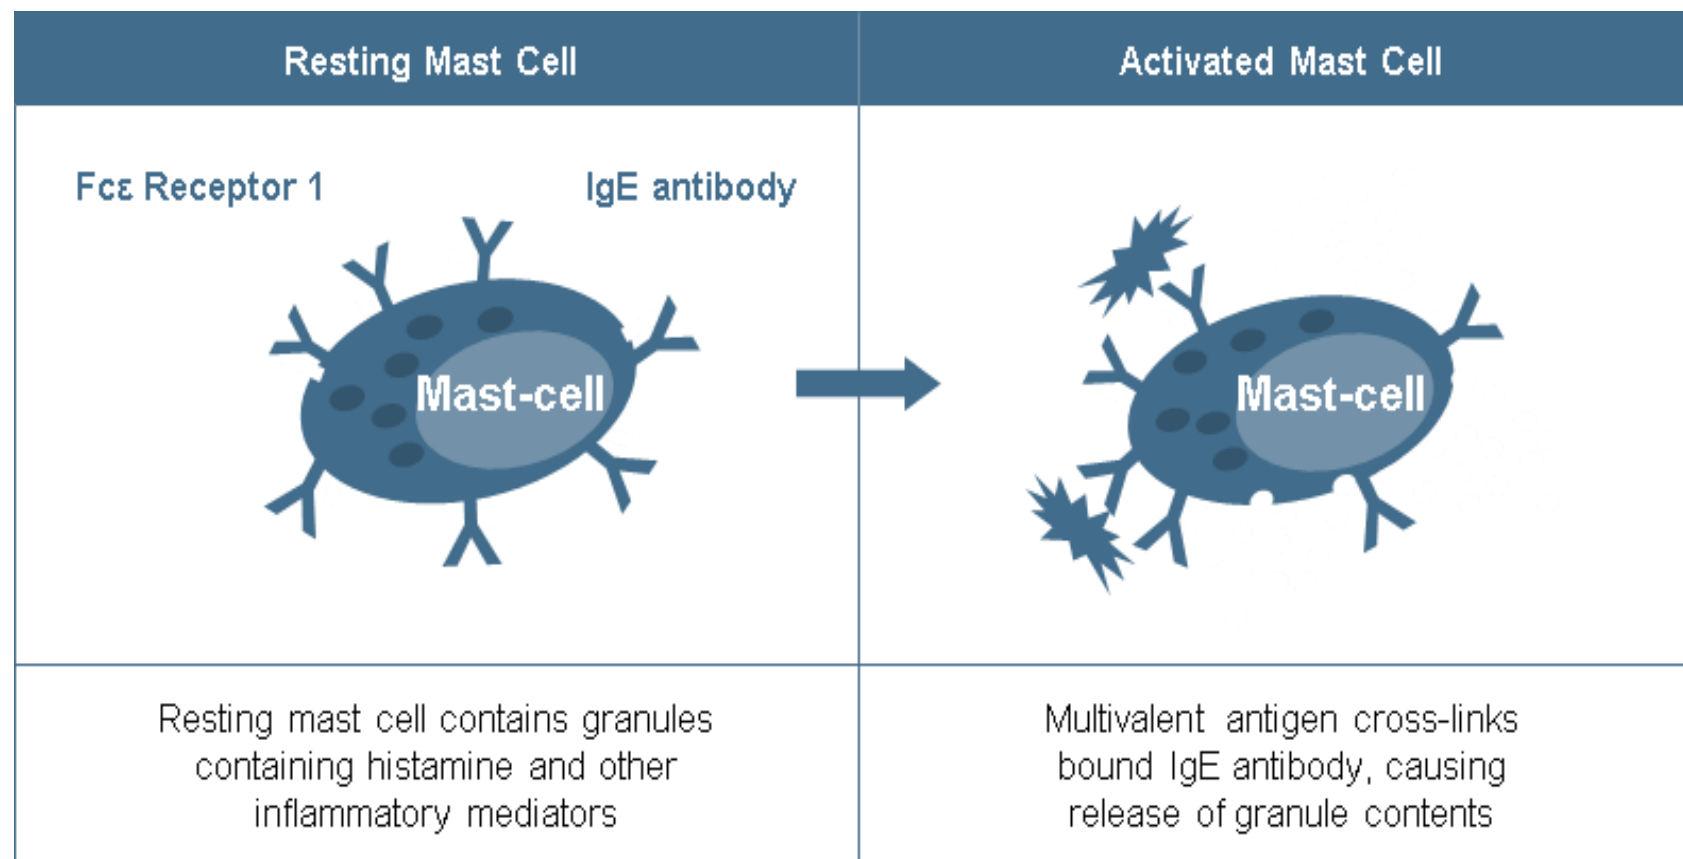 Resting Mast Cell
Activated Mast Cell
Fcε Receptor 1
IgE antibody
Mast-cell
Mast-cell
Resting mast cell contains granules
containing histamine and other
inflammatory mediators
Multivalent antigen cross-links
bound IgE antibody, causing
release of granule contents